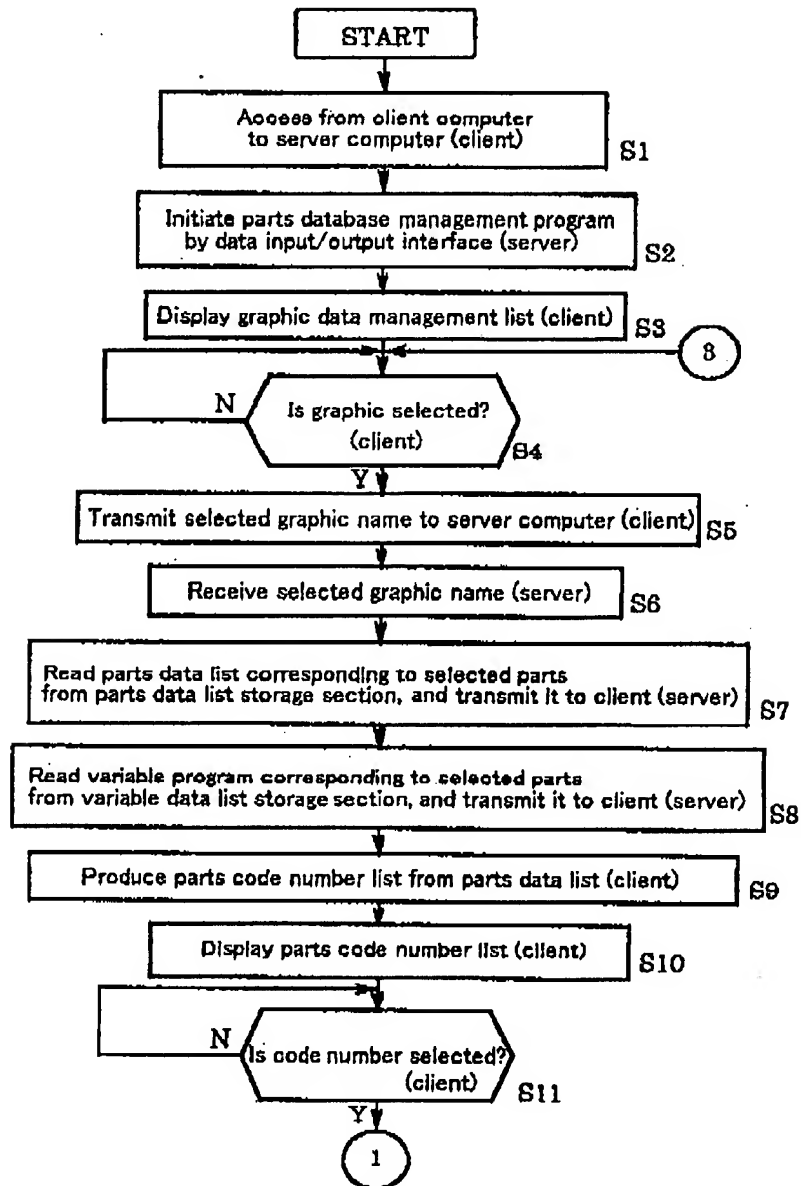 START
Access from client computer
to server computer (client)
S1
Initiate parts database management program
by data input/output interface (server)
S2
Display graphic data management list (client)
S3
8
N
Is graphic selected?
(client)
S4
Y
Transmit selected graphic name to server computer (client)
S5
Receive selected graphic name (server)
S6
Read parts data list corresponding to selected parts
from parts data list storage section, and transmit it to client (server)
S7
Read variable program corresponding to selected parts
from variable data list storage section, and transmit it to client (server)
S8
Produce parts code number list from parts data list (client)
S9
Display parts code number list (client)
S10
N
Is code number selected?
(client)
S11
Y
1